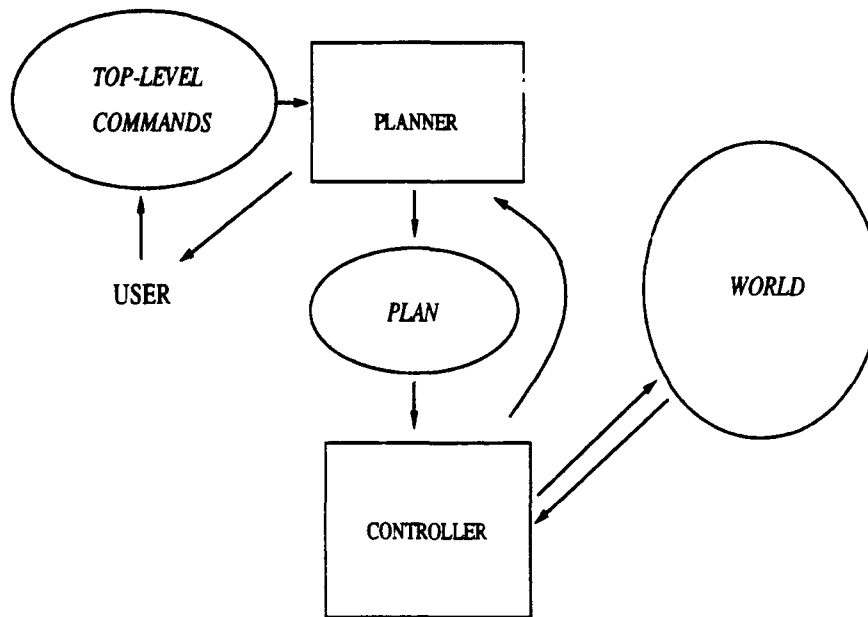 TOP-LEVEL
COMMANDS
PLANNER
USER
PLAN
WORLD
CONTROLLER